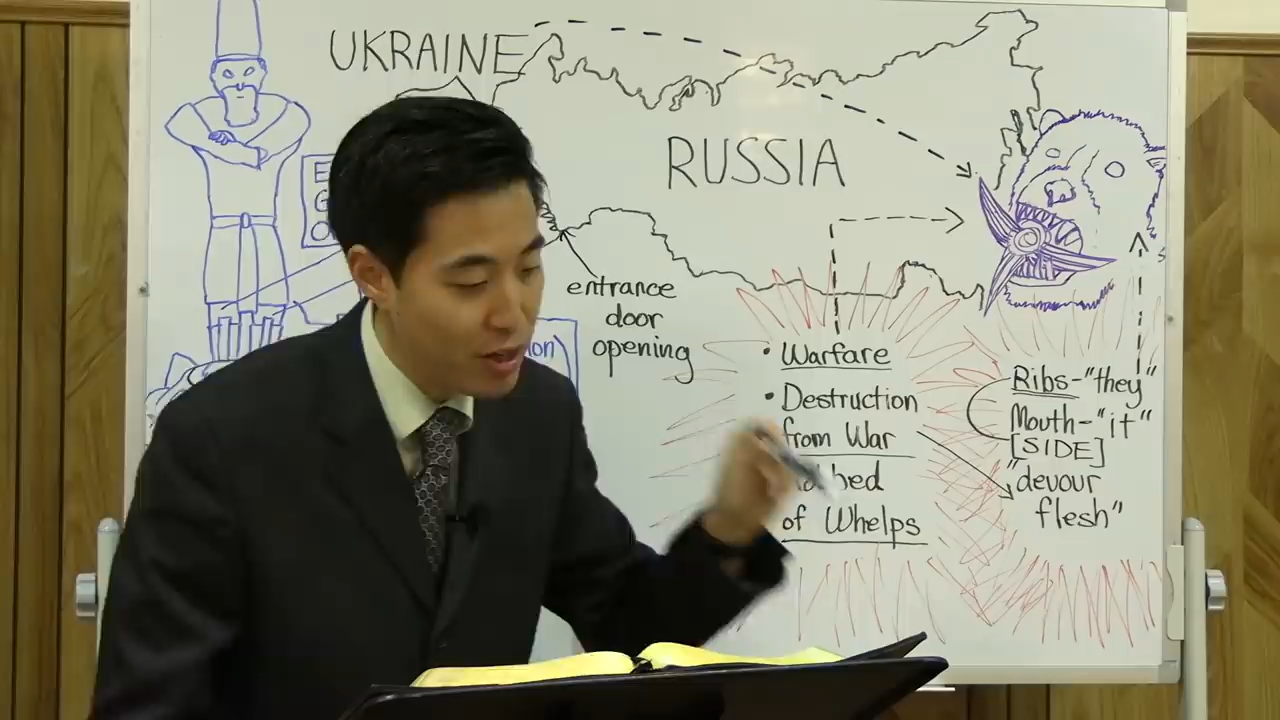 UKRAINE
RUSSIA
E
G
O
entrance
door
opening
• Warfare
• Destruction
from War
of Whelps
Ribs-"they"
Mouth-"it"
[SIDE]
"devour
flesh"